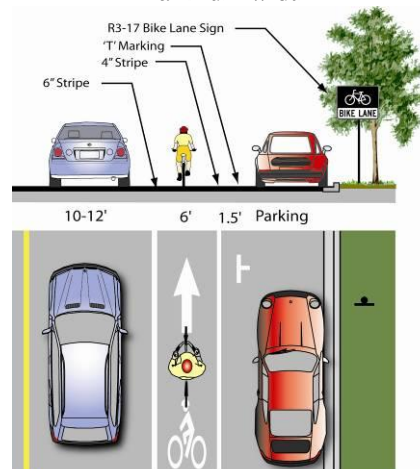 R3-17 Bike Lane Sign
'T' Marking
4" Stripe
6" Stripe
BIKE LANE
10-12' 6' 1.5' Parking